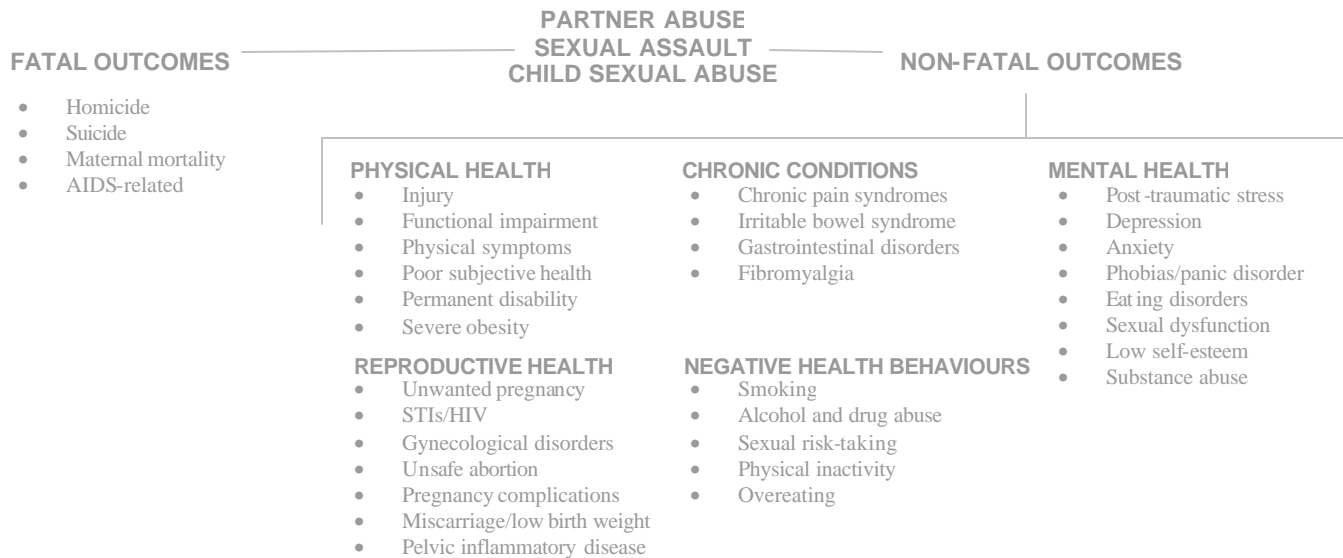 PARTNER ABUSE
SEXUAL ASSAULT
CHILD SEXUAL ABUSE
FATAL OUTCOMES
• Homicide
• Suicide
• Maternal mortality
• AIDS-related
NON-FATAL OUTCOMES
PHYSICAL HEALTH
• Injury
• Functional impairment
• Physical symptoms
• Poor subjective health
• Permanent disability
• Severe obesity
CHRONIC CONDITIONS
• Chronic pain syndromes
• Irritable bowel syndrome
• Gastrointestinal disorders
• Fibromyalgia
MENTAL HEALTH
• Post-traumatic stress
• Depression
• Anxiety
• Phobias/panic disorder
• Eating disorders
• Sexual dysfunction
• Low self-esteem
• Substance abuse
REPRODUCTIVE HEALTH
• Unwanted pregnancy
• STIs/HIV
• Gynecological disorders
• Unsafe abortion
• Pregnancy complications
• Miscarriage/low birth weight
• Pelvic inflammatory disease
NEGATIVE HEALTH BEHAVIOURS
• Smoking
• Alcohol and drug abuse
• Sexual risk-taking
• Physical inactivity
• Overeating